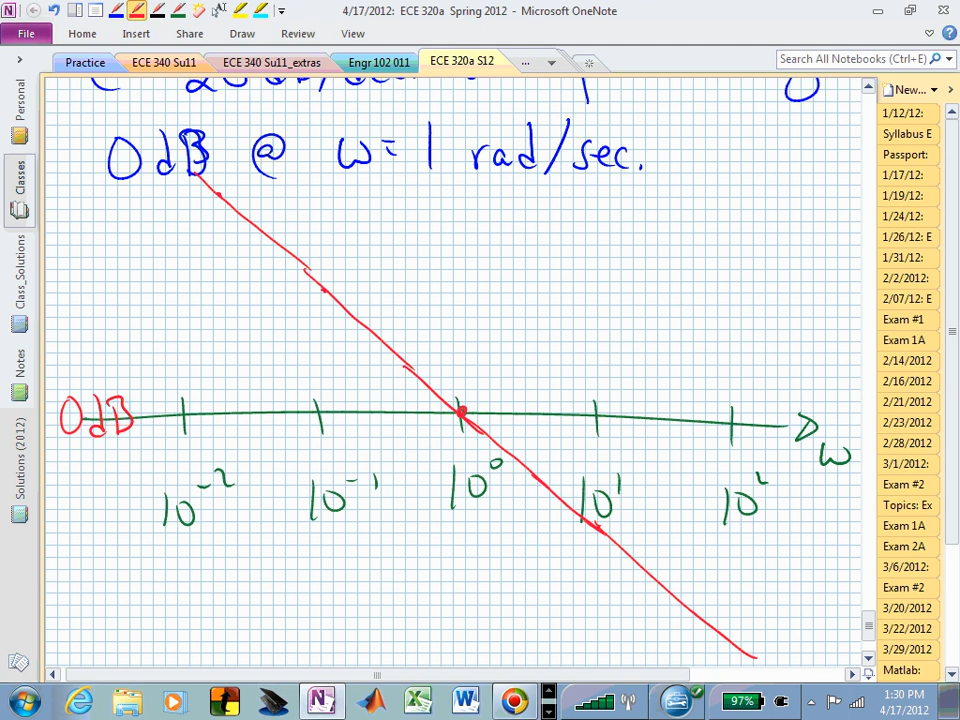 4/17/2012: ECE 320a Spring 2012 - Microsoft OneNote
File Home Insert Share Draw Review View
Practice ECE 340 Su11 ECE 340 Su11_extras Engr 102 011 ECE 320a S12 ... Search All Notebooks (Ctrl+E)
New...
Personal
Classes
Class_Solutions
Notes
Solutions (2012)
0dB @ w=1 rad/sec.
0dB
w
10^-2 10^-1 10^0 10^1 10^2
1/12/12:
Syllabus E
Passport:
1/17/12:
1/19/12:
1/24/12:
1/26/12: E
1/31/12:
2/2/2012:
2/07/12: E
Exam #1
Exam 1A
2/14/2012
2/16/2012
2/21/2012
2/23/2012
2/28/2012
3/1/2012:
Exam #2
Topics: Ex
Exam 1A
Exam 2A
3/6/2012:
Exam #2
3/20/2012
3/22/2012
3/29/2012
Matlab:
97%
1:30 PM
4/17/2012